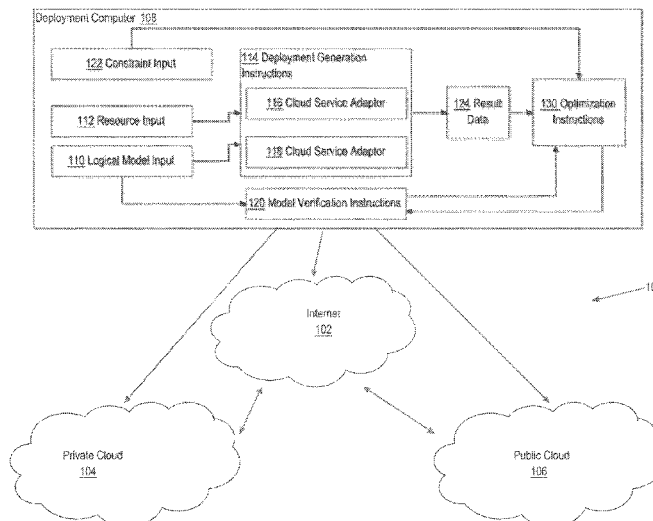 Deployment Computer 108
122 Constraint Input
114 Deployment Generation
Instructions
116 Cloud Service Adaptor
112 Resource Input
124 Result
Data
130 Optimization
Instructions
110 Logical Model Input
118 Cloud Service Adaptor
120 Model Verification Instructions
Internet
102
Private Cloud
104
Public Cloud
106